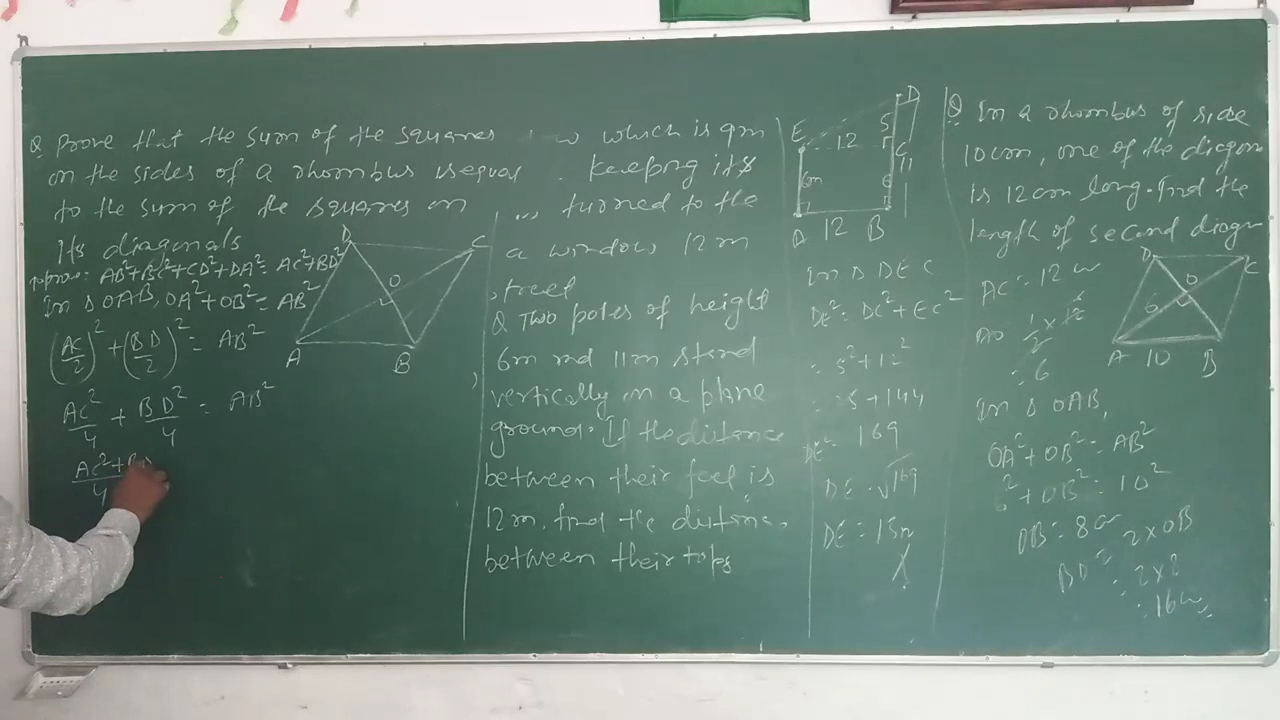 Q Prove that the sum of the squares
on the sides of a rhombus is equal
to the sum of the squares on
its diagonals
toprove: AB²+BC²+CD²+DA² = AC²+BD²
In Δ OAB, OA²+OB² = AB²
(AC/2)² + (BD/2)² = AB²
AC²/4 + BD²/4 = AB²
AC²+BD
4
D C
O
A B
w which is 9m
Keeping its
turned to the
a window 12m
street
Q Two poles of height
6m and 11m stand
vertically on a plane
ground. If the distance
between their feet is
12m. find the distance
between their tops
D
E 12 5 C
6m 6 11
A 12 B
In Δ DEC
DE² = DC² + EC²
= 5²+12²
= 25+144
DE² = 169
DE = √169
DE = 13m
Q In a rhombus of side
10cm, one of the diagon
is 12cm long. Find the
length of second diagon
D C
O
6
A 10 B
AC = 12 cm
AO = 1/2 × 12
= 6
In Δ OAB,
OA²+OB² = AB²
6²+OB² = 10²
OB = 8cm
BD = 2×OB
= 2×8
= 16cm